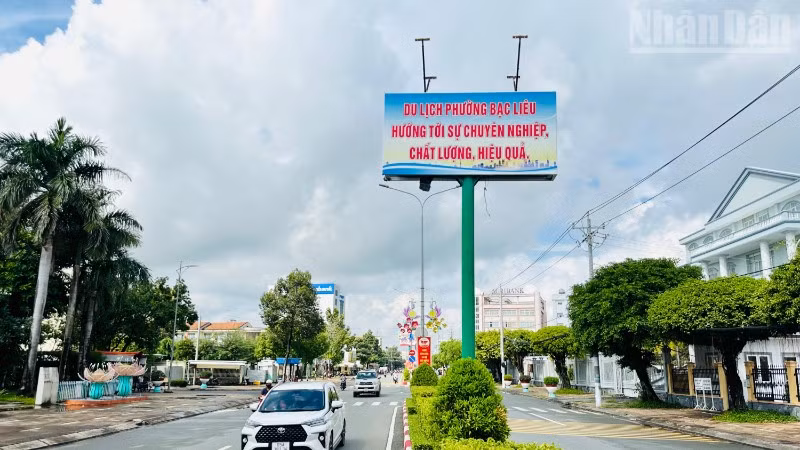 Nhân Dân
DU LỊCH PHƯỜNG BẠC LIÊU
HƯỚNG TỚI SỰ CHUYÊN NGHIỆP,
CHẤT LƯỢNG, HIỆU QUẢ.